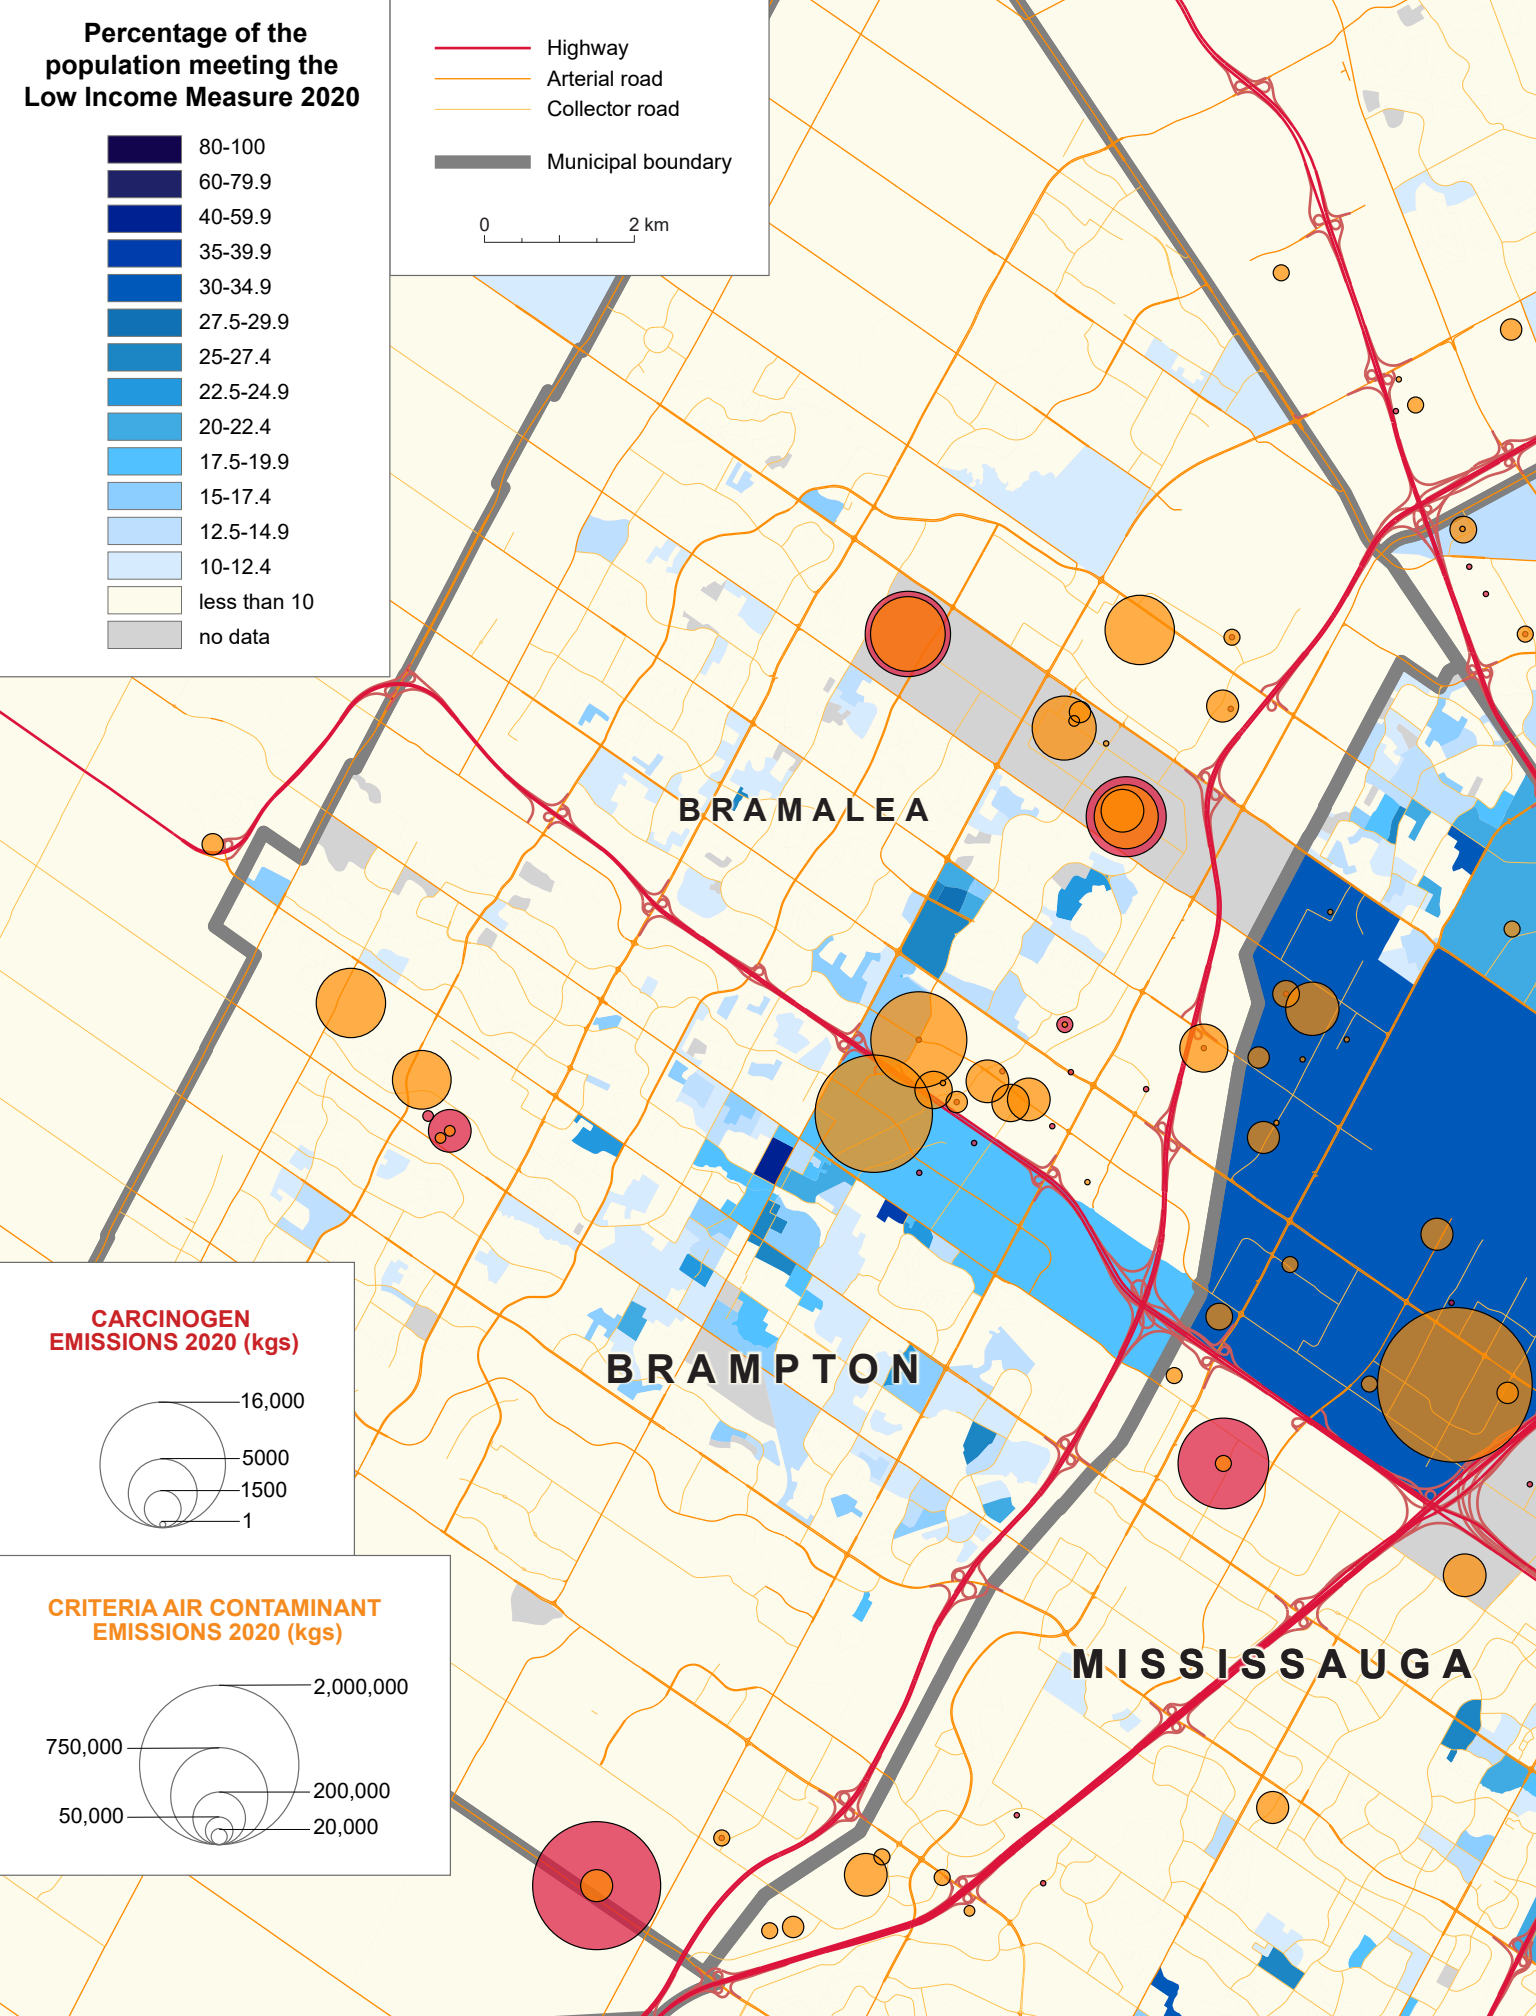 Percentage of the
population meeting the
Low Income Measure 2020
80-100
60-79.9
40-59.9
35-39.9
30-34.9
27.5-29.9
25-27.4
22.5-24.9
20-22.4
17.5-19.9
15-17.4
12.5-14.9
10-12.4
less than 10
no data
Highway
Arterial road
Collector road
Municipal boundary
0 2 km
BRAMALEA
BRAMPTON
MISSISSAUGA
CARCINOGEN
EMISSIONS 2020 (kgs)
16,000
5000
1500
1
CRITERIA AIR CONTAMINANT
EMISSIONS 2020 (kgs)
2,000,000
750,000
200,000
50,000
20,000